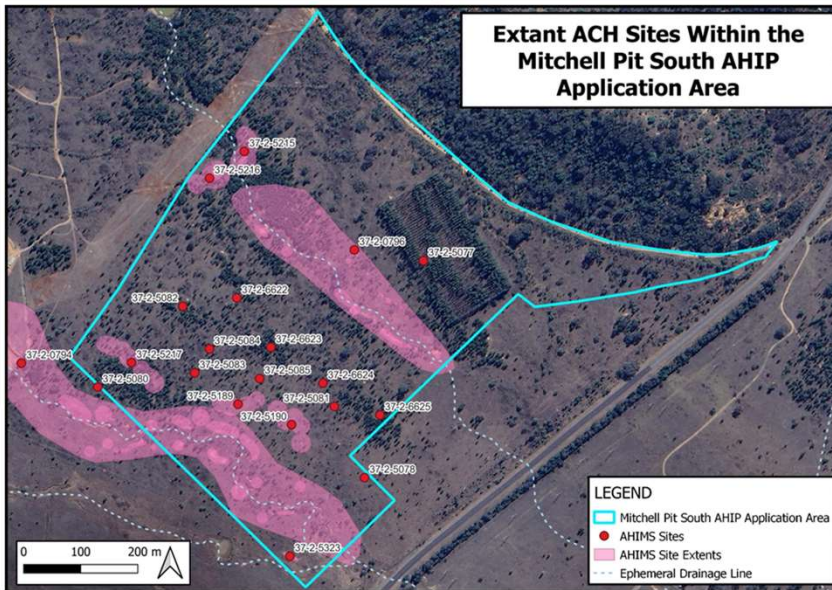 Extant ACH Sites Within the
Mitchell Pit South AHIP
Application Area
37-2-5215
37-2-5216
37-2-0796
37-2-5077
37-2-6622
37-2-5082
37-2-5084
37-2-6623
37-2-0794
37-2-5217
37-2-5083
37-2-5085
37-2-5080
37-2-6624
37-2-5189
37-2-5081
37-2-6625
37-2-5190
37-2-5078
37-2-5323
LEGEND
Mitchell Pit South AHIP Application Area
AHIMS Sites
AHIMS Site Extents
Ephemeral Drainage Line
0 100 200 m